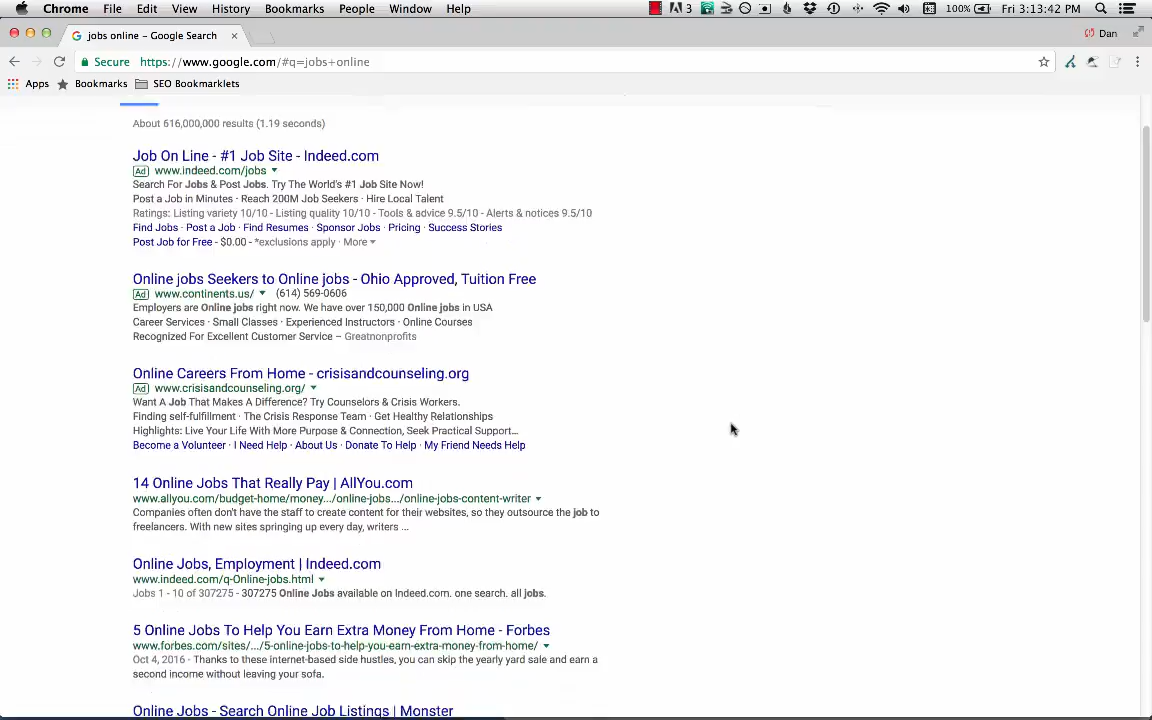 Chrome File Edit View History Bookmarks People Window Help 3 100% Fri 3:13:42 PM
jobs online – Google Search × Dan
Secure https://www.google.com/#q=jobs+online
Apps Bookmarks SEO Bookmarklets
About 616,000,000 results (1.19 seconds)
Job On Line - #1 Job Site - Indeed.com
Ad www.indeed.com/jobs
Search For Jobs & Post Jobs. Try The World's #1 Job Site Now!
Post a Job in Minutes · Reach 200M Job Seekers · Hire Local Talent
Ratings: Listing variety 10/10 - Listing quality 10/10 - Tools & advice 9.5/10 - Alerts & notices 9.5/10
Find Jobs · Post a Job · Find Resumes · Sponsor Jobs · Pricing · Success Stories
Post Job for Free - $0.00 - *exclusions apply · More
Online jobs Seekers to Online jobs - Ohio Approved, Tuition Free
Ad www.continents.us/ (614) 569-0606
Employers are Online jobs right now. We have over 150,000 Online jobs in USA
Career Services · Small Classes · Experienced Instructors · Online Courses
Recognized For Excellent Customer Service – Greatnonprofits
Online Careers From Home - crisisandcounseling.org
Ad www.crisisandcounseling.org/
Want A Job That Makes A Difference? Try Counselors & Crisis Workers.
Finding self-fulfillment · The Crisis Response Team · Get Healthy Relationships
Highlights: Live Your Life With More Purpose & Connection, Seek Practical Support...
Become a Volunteer · I Need Help · About Us · Donate To Help · My Friend Needs Help
14 Online Jobs That Really Pay | AllYou.com
www.allyou.com/budget-home/money.../online-jobs.../online-jobs-content-writer
Companies often don't have the staff to create content for their websites, so they outsource the job to
freelancers. With new sites springing up every day, writers ...
Online Jobs, Employment | Indeed.com
www.indeed.com/q-Online-jobs.html
Jobs 1 - 10 of 307275 - 307275 Online Jobs available on Indeed.com. one search. all jobs.
5 Online Jobs To Help You Earn Extra Money From Home - Forbes
www.forbes.com/sites/.../5-online-jobs-to-help-you-earn-extra-money-from-home/
Oct 4, 2016 - Thanks to these internet-based side hustles, you can skip the yearly yard sale and earn a
second income without leaving your sofa.
Online Jobs - Search Online Job Listings | Monster